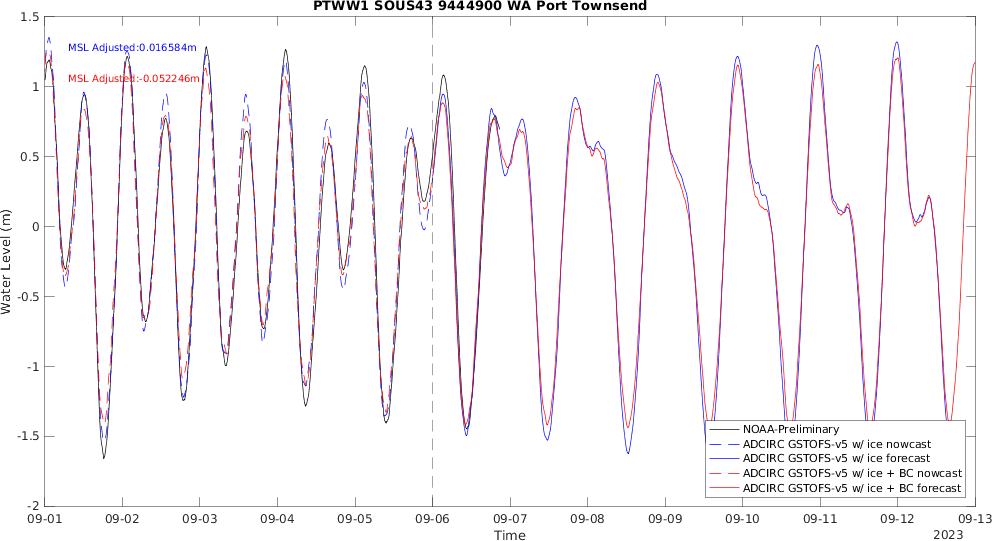 PTWW1 SOUS43 9444900 WA Port Townsend
1.5
1
0.5
0
-0.5
-1
-1.5
-2
Water Level (m)
MSL Adjusted:0.016584m
MSL Adjusted:-0.052246m
NOAA-Preliminary
ADCIRC GSTOFS-v5 w/ ice nowcast
ADCIRC GSTOFS-v5 w/ ice forecast
ADCIRC GSTOFS-v5 w/ ice + BC nowcast
ADCIRC GSTOFS-v5 w/ ice + BC forecast
09-01 09-02 09-03 09-04 09-05 09-06 09-07 09-08 09-09 09-10 09-11 09-12 09-13
Time
2023